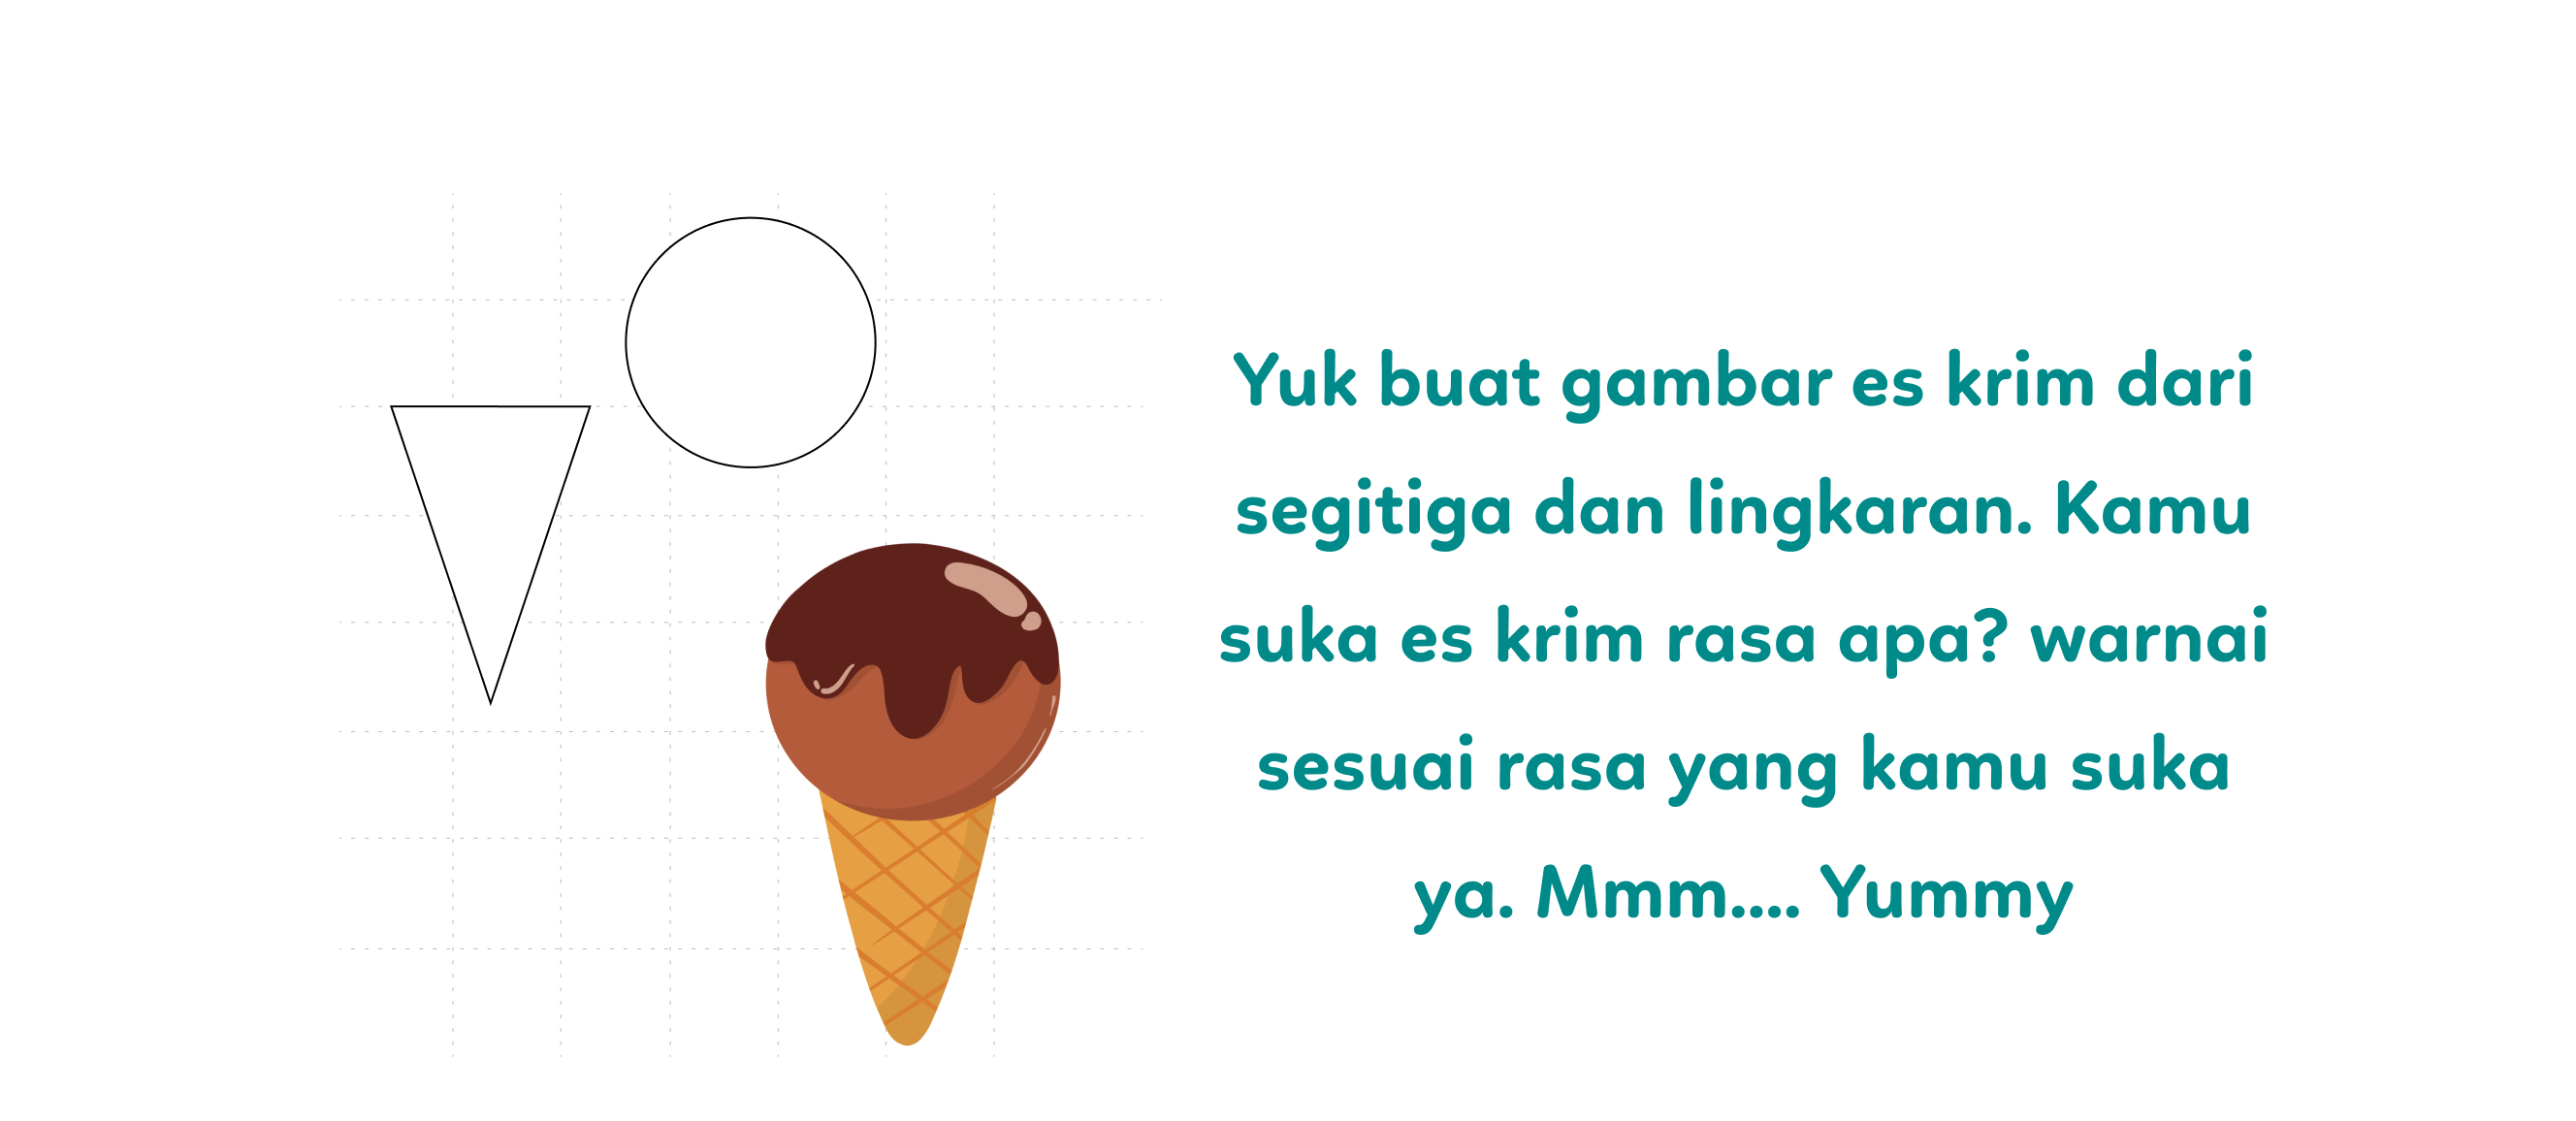 Yuk buat gambar es krim dari
segitiga dan lingkaran. Kamu
suka es krim rasa apa? warnai
sesuai rasa yang kamu suka
ya. Mmm.... Yummy